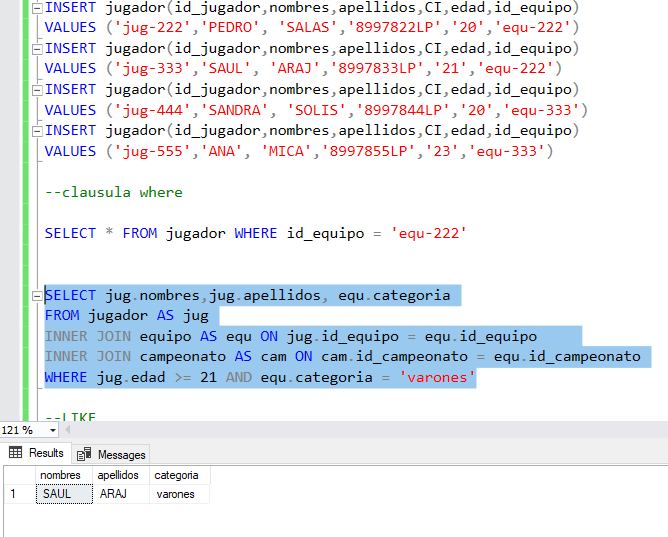 INSERT jugador(id_jugador,nombres,apellidos,CI,edad,id_equipo)
VALUES ('jug-222','PEDRO', 'SALAS','8997822LP','20','equ-222')
INSERT jugador(id_jugador,nombres,apellidos,CI,edad,id_equipo)
VALUES ('jug-333','SAUL', 'ARAJ','8997833LP','21','equ-222')
INSERT jugador(id_jugador,nombres,apellidos,CI,edad,id_equipo)
VALUES ('jug-444','SANDRA', 'SOLIS','8997844LP','20','equ-333')
INSERT jugador(id_jugador,nombres,apellidos,CI,edad,id_equipo)
VALUES ('jug-555','ANA', 'MICA','8997855LP','23','equ-333')
--clausula where
SELECT * FROM jugador WHERE id_equipo = 'equ-222'
SELECT jug.nombres,jug.apellidos, equ.categoria
FROM jugador AS jug
INNER JOIN equipo AS equ ON jug.id_equipo = equ.id_equipo
INNER JOIN campeonato AS cam ON cam.id_campeonato = equ.id_campeonato
WHERE jug.edad >= 21 AND equ.categoria = 'varones'
--LIKE
121 %
Results Messages
nombres apellidos categoria
1 SAUL ARAJ varones